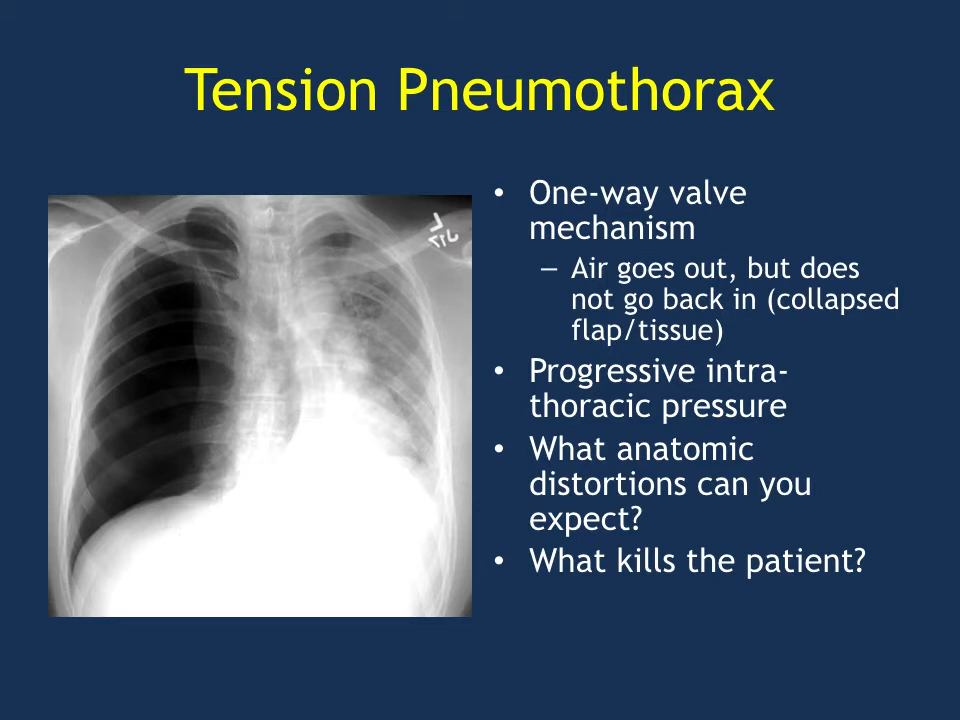 Tension Pneumothorax
• One-way valve
mechanism
– Air goes out, but does
not go back in (collapsed
flap/tissue)
• Progressive intra-
thoracic pressure
• What anatomic
distortions can you
expect?
• What kills the patient?
L